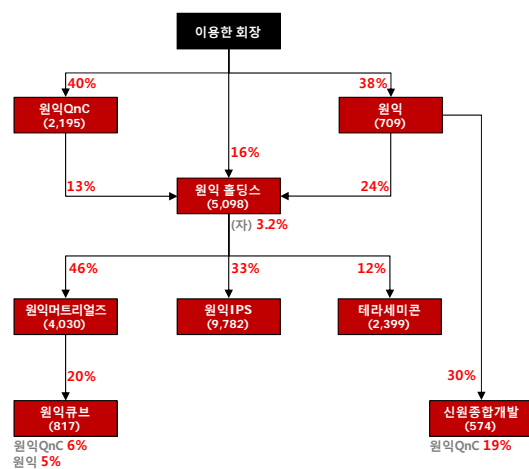 이용한 회장
40%
38%
원익QnC
(2,195)
원익
(709)
16%
13%
24%
원익 홀딩스
(5,098)
(자) 3.2%
46%
33%
12%
원익머트리얼즈
(4,030)
원익IPS
(9,782)
테라세미콘
(2,399)
20%
30%
원익큐브
(817)
신원종합개발
(574)
원익QnC 6%
원익 5%
원익QnC 19%